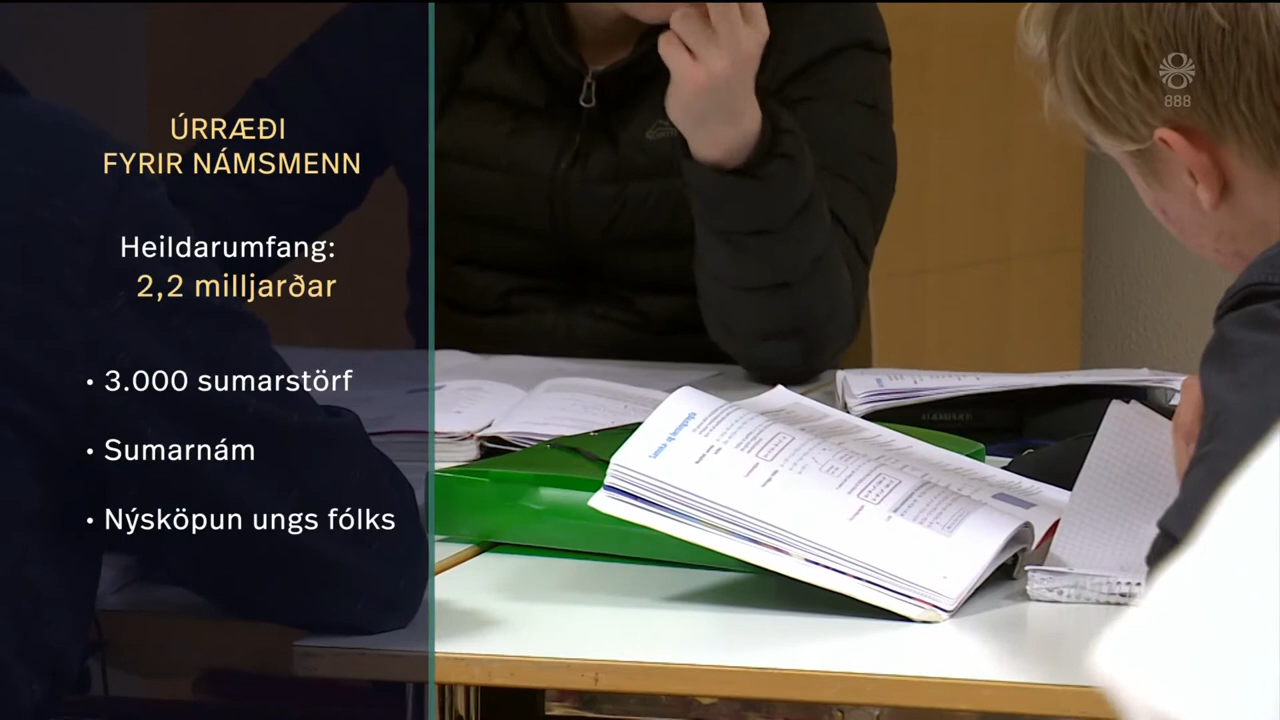 ÚRRÆÐI
FYRIR NÁMSMENN
Heildarumfang:
2,2 milljarðar
• 3.000 sumarstörf
• Sumarnám
• Nýsköpun ungs fólks
888